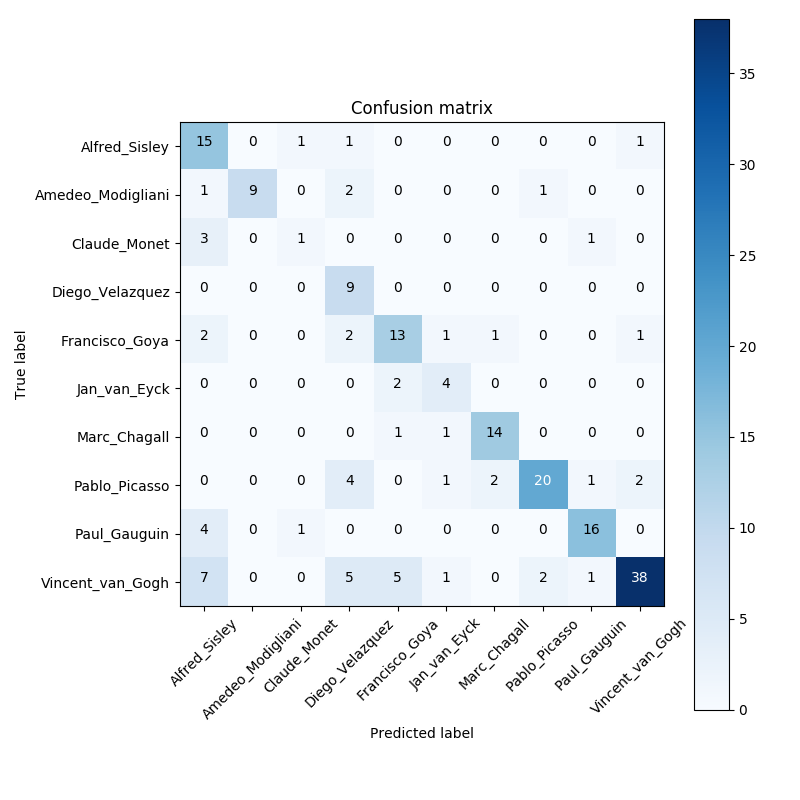 Confusion matrix
True label
Alfred_Sisley 15 0 1 1 0 0 0 0 0 1
Amedeo_Modigliani 1 9 0 2 0 0 0 1 0 0
Claude_Monet 3 0 1 0 0 0 0 0 1 0
Diego_Velazquez 0 0 0 9 0 0 0 0 0 0
Francisco_Goya 2 0 0 2 13 1 1 0 0 1
Jan_van_Eyck 0 0 0 0 2 4 0 0 0 0
Marc_Chagall 0 0 0 0 1 1 14 0 0 0
Pablo_Picasso 0 0 0 4 0 1 2 20 1 2
Paul_Gauguin 4 0 1 0 0 0 0 0 16 0
Vincent_van_Gogh 7 0 0 5 5 1 0 2 1 38
Alfred_Sisley
Amedeo_Modigliani
Claude_Monet
Diego_Velazquez
Francisco_Goya
Jan_van_Eyck
Marc_Chagall
Pablo_Picasso
Paul_Gauguin
Vincent_van_Gogh
Predicted label
35
30
25
20
15
10
5
0